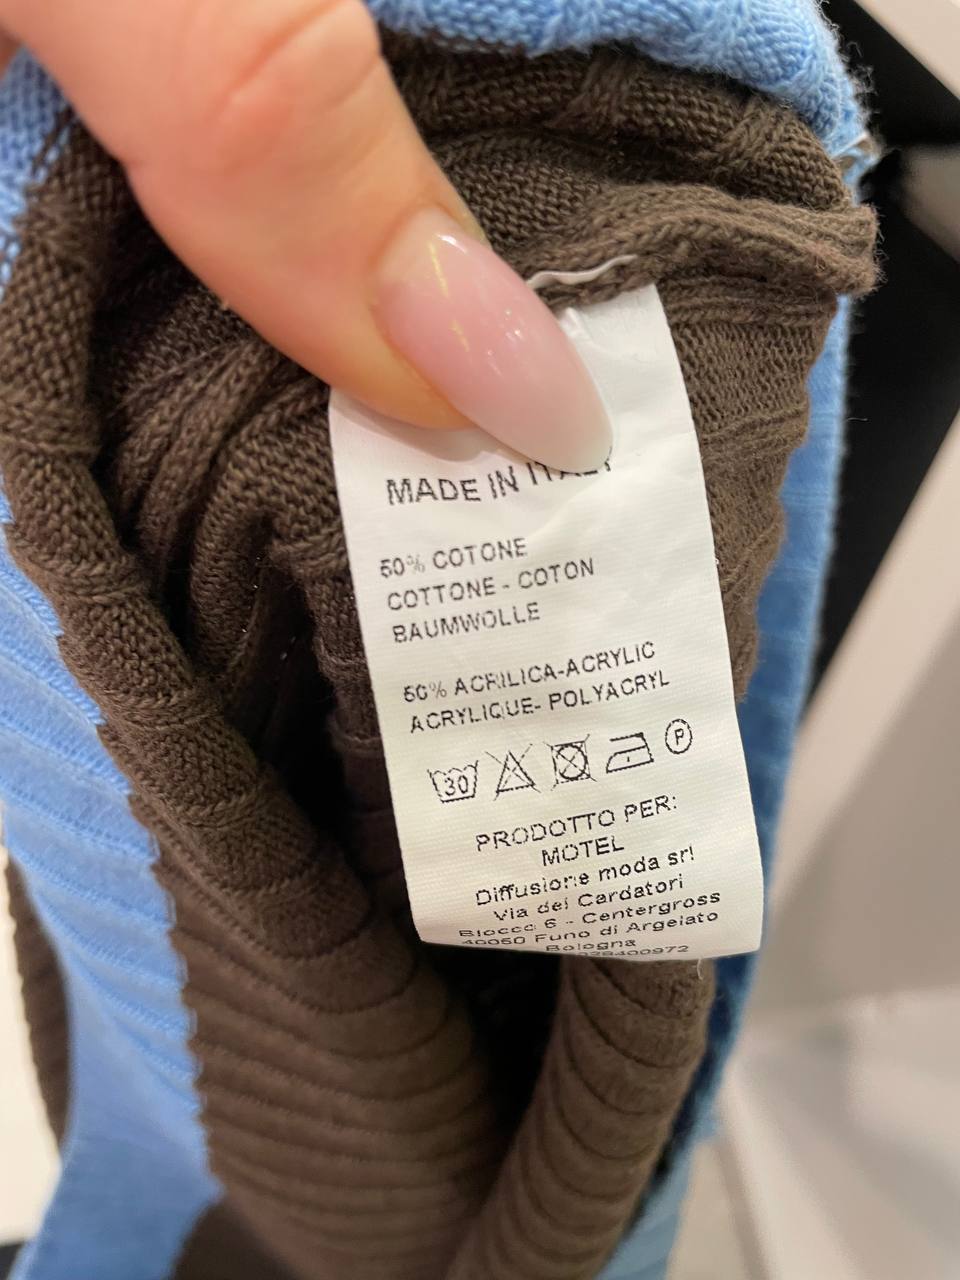 MADE IN ITALY
50% COTONE
COTTONE - COTON
BAUMWOLLE
50% ACRILICA-ACRYLIC
ACRYLIQUE- POLYACRYL
30 P
PRODOTTO PER:
MOTEL
Diffusione moda srl
Via dei Cardatori
Blocco 6 - Centergross
40050 Funo di Argelato
Bologna